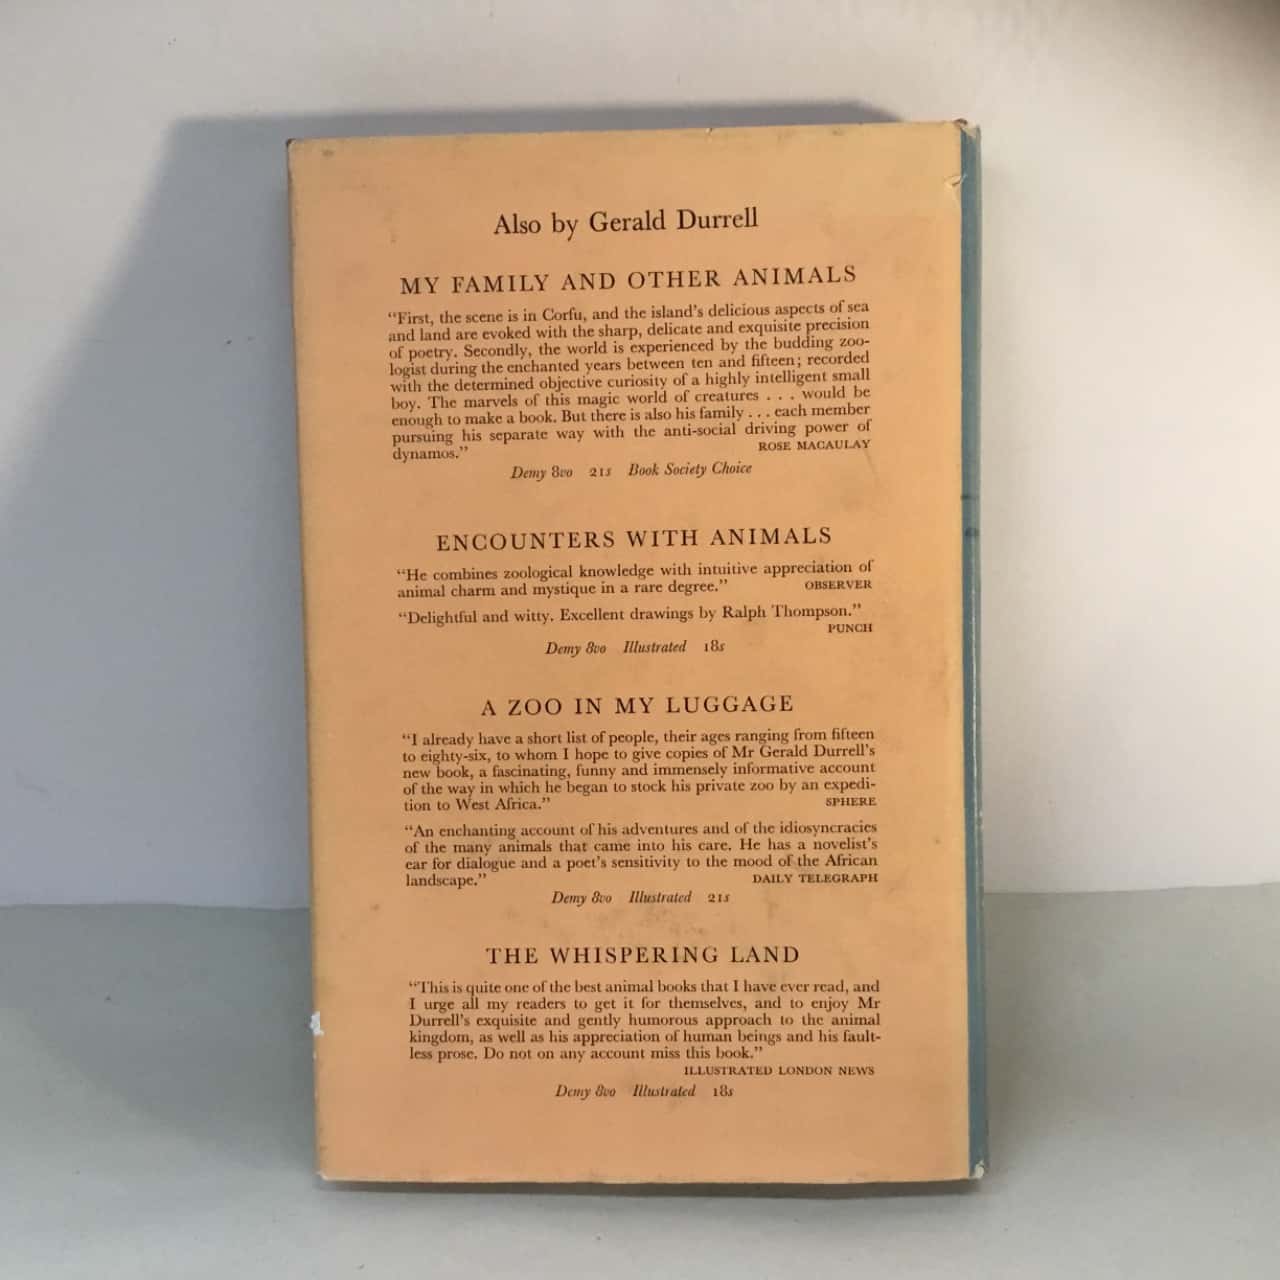 Also by Gerald Durrell
MY FAMILY AND OTHER ANIMALS
“First, the scene is in Corfu, and the island’s delicious aspects of sea
and land are evoked with the sharp, delicate and exquisite precision
of poetry. Secondly, the world is experienced by the budding zoo-
logist during the enchanted years between ten and fifteen; recorded
with the determined objective curiosity of a highly intelligent small
boy. The marvels of this magic world of creatures . . . would be
enough to make a book. But there is also his family . . . each member
pursuing his separate way with the anti-social driving power of
dynamos.” ROSE MACAULAY
Demy 8vo 21s Book Society Choice
ENCOUNTERS WITH ANIMALS
“He combines zoological knowledge with intuitive appreciation of
animal charm and mystique in a rare degree.” OBSERVER
“Delightful and witty. Excellent drawings by Ralph Thompson.”
PUNCH
Demy 8vo Illustrated 18s
A ZOO IN MY LUGGAGE
“I already have a short list of people, their ages ranging from fifteen
to eighty-six, to whom I hope to give copies of Mr Gerald Durrell’s
new book, a fascinating, funny and immensely informative account
of the way in which he began to stock his private zoo by an expedi-
tion to West Africa.” SPHERE
“An enchanting account of his adventures and of the idiosyncracies
of the many animals that came into his care. He has a novelist’s
ear for dialogue and a poet’s sensitivity to the mood of the African
landscape.” DAILY TELEGRAPH
Demy 8vo Illustrated 21s
THE WHISPERING LAND
“This is quite one of the best animal books that I have ever read, and
I urge all my readers to get it for themselves, and to enjoy Mr
Durrell’s exquisite and gently humorous approach to the animal
kingdom, as well as his appreciation of human beings and his fault-
less prose. Do not on any account miss this book.”
ILLUSTRATED LONDON NEWS
Demy 8vo Illustrated 18s